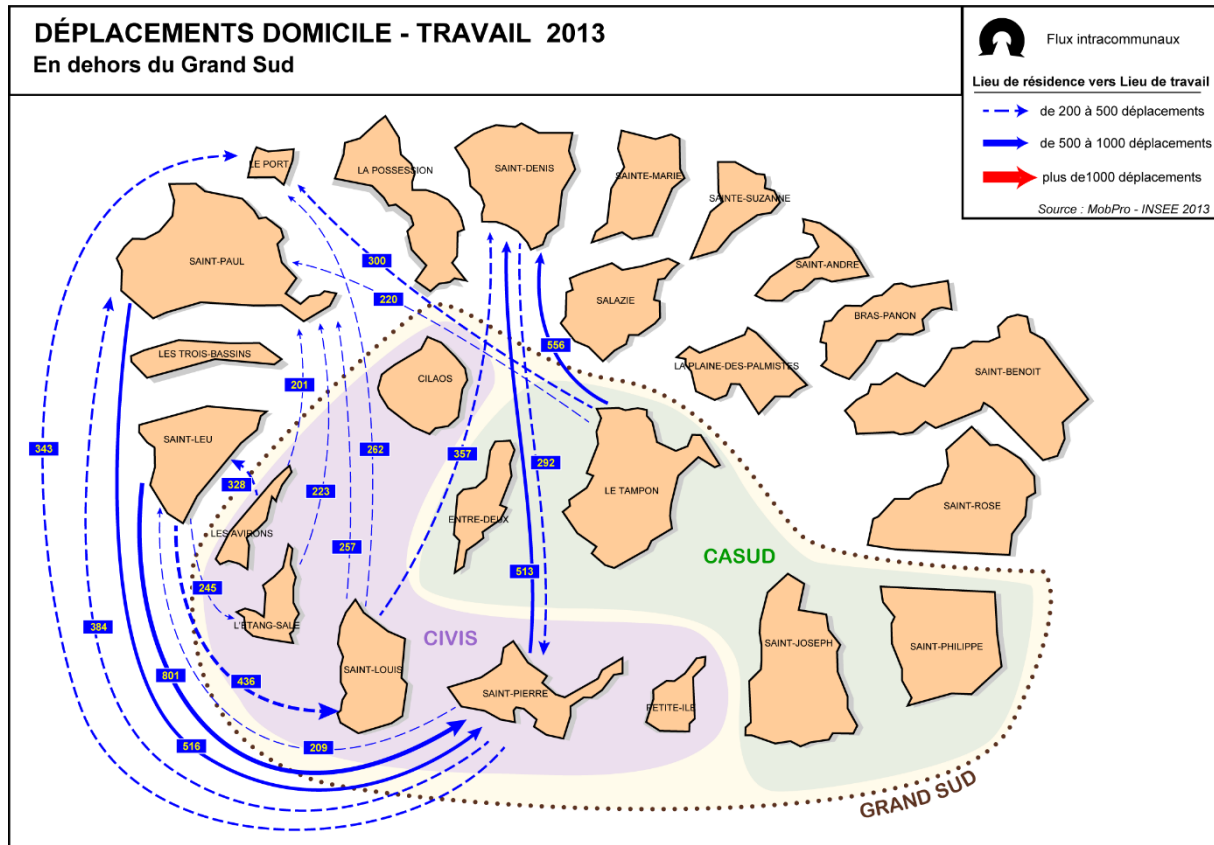 DÉPLACEMENTS DOMICILE - TRAVAIL 2013
En dehors du Grand Sud
Flux intracommunaux
Lieu de résidence vers Lieu de travail
de 200 à 500 déplacements
de 500 à 1000 déplacements
plus de1000 déplacements
Source : MobPro - INSEE 2013
LE PORT
LA POSSESSION
SAINT-DENIS
SAINTE-MARIE
SAINTE-SUZANNE
SAINT-PAUL
300
220
SAINT-ANDRE
SALAZIE
BRAS-PANON
556
LES TROIS-BASSINS
201
CILAOS
LA PLAINE-DES-PALMISTES
SAINT-BENOIT
SAINT-LEU
343
262
357
292
328
223
LE TAMPON
SAINT-ROSE
ENTRE-DEUX
LES AVIRONS
257
CASUD
513
245
L'ETANG-SALE
384
CIVIS
SAINT-JOSEPH
SAINT-PHILIPPE
SAINT-LOUIS
801
436
SAINT-PIERRE
PETITE-ILE
516
209
GRAND SUD